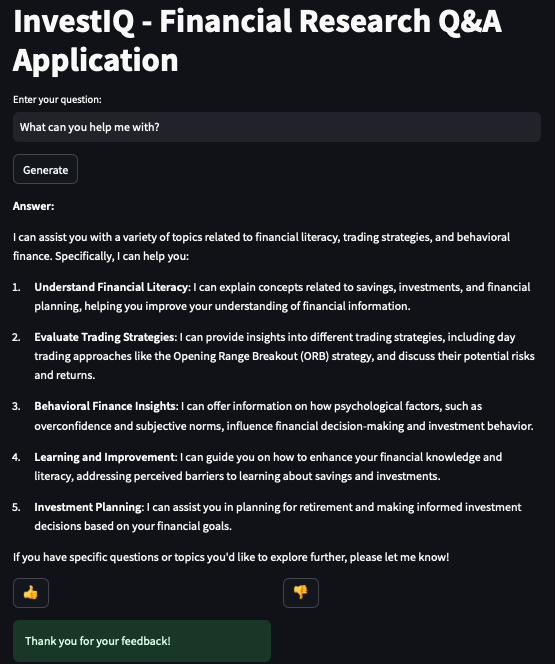 InvestIQ - Financial Research Q&A
Application
Enter your question:
What can you help me with?
Generate
Answer:
I can assist you with a variety of topics related to financial literacy, trading strategies, and behavioral
finance. Specifically, I can help you:
1. Understand Financial Literacy: I can explain concepts related to savings, investments, and financial
planning, helping you improve your understanding of financial information.
2. Evaluate Trading Strategies: I can provide insights into different trading strategies, including day
trading approaches like the Opening Range Breakout (ORB) strategy, and discuss their potential risks
and returns.
3. Behavioral Finance Insights: I can offer information on how psychological factors, such as
overconfidence and subjective norms, influence financial decision-making and investment behavior.
4. Learning and Improvement: I can guide you on how to enhance your financial knowledge and
literacy, addressing perceived barriers to learning about savings and investments.
5. Investment Planning: I can assist you in planning for retirement and making informed investment
decisions based on your financial goals.
If you have specific questions or topics you'd like to explore further, please let me know!
Thank you for your feedback!